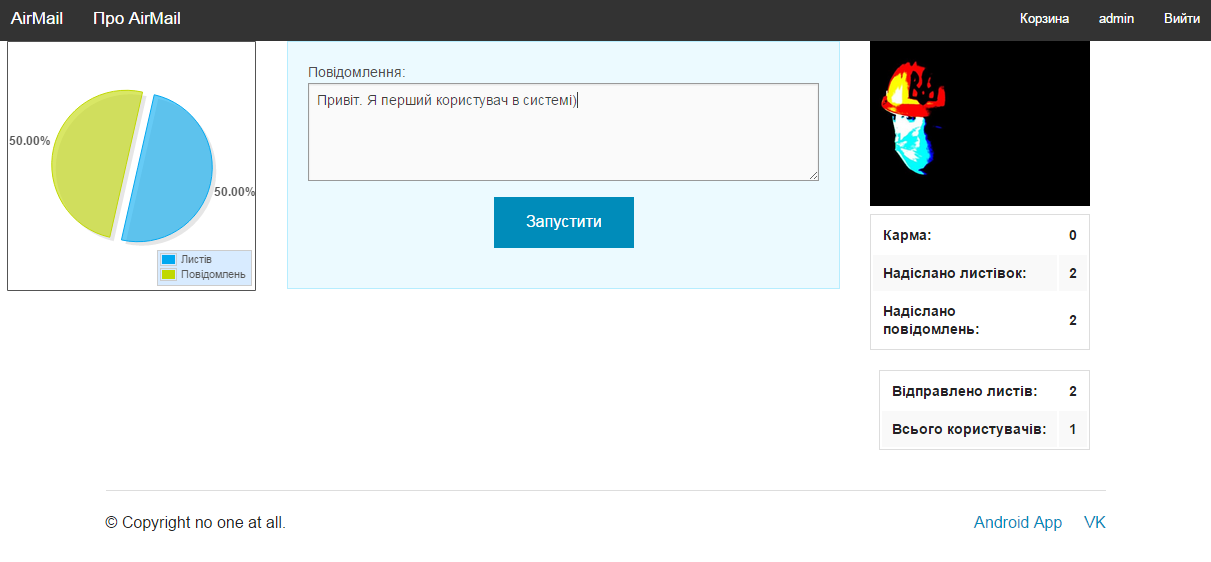 AirMail Про AirMail Корзина admin Вийти
50.00%
50.00%
Листів
Повідомлень
Повідомлення:
Привіт. Я перший користувач в системі)
Запустити
Карма: 0
Надіслано листівок: 2
Надіслано
повідомлень: 2
Відправлено листів: 2
Всього користувачів: 1
© Copyright no one at all.
Android App VK